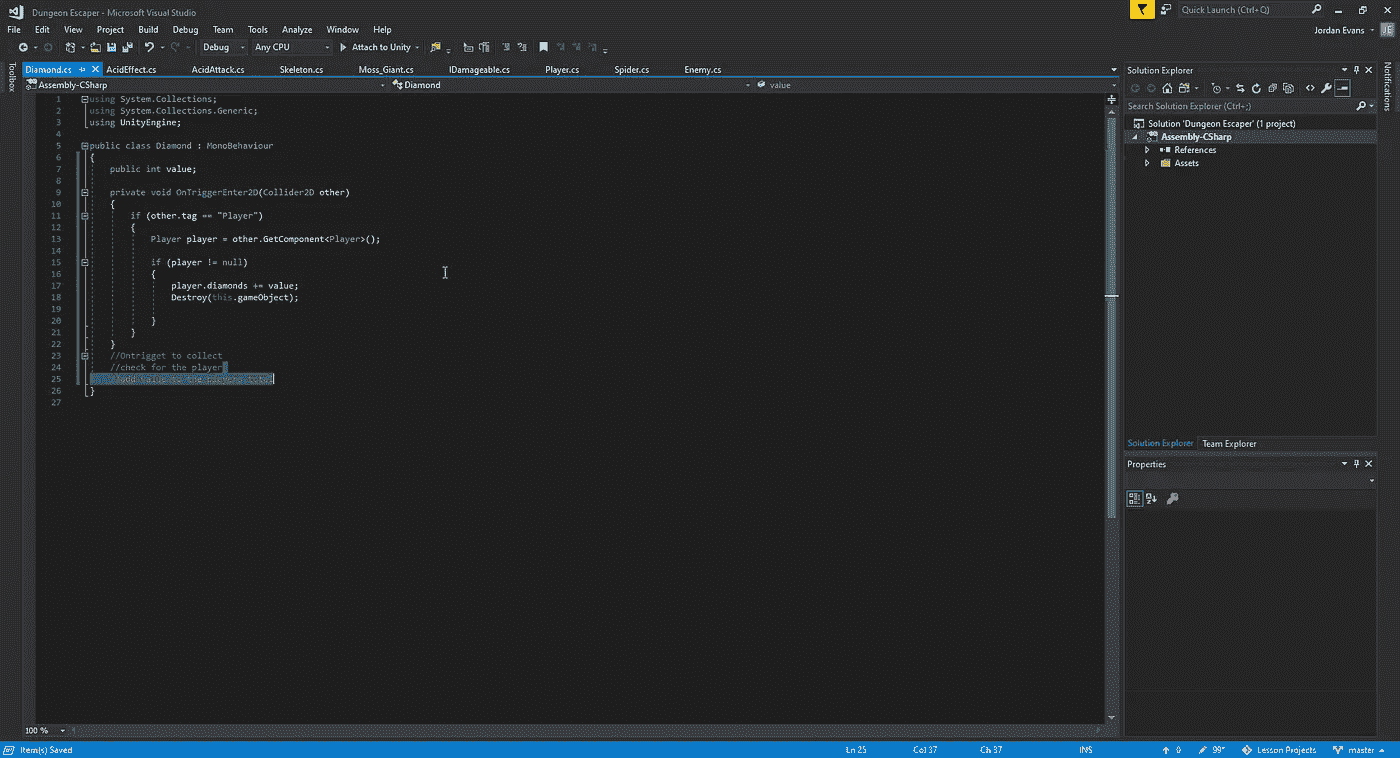 Dungeon Escaper - Microsoft Visual Studio
Quick Launch (Ctrl+Q)
File Edit View Project Build Debug Team Tools Analyze Window Help
Jordan Evans JE
Debug Any CPU Attach to Unity
Toolbox
Diamond.cs AcidEffect.cs AcidAttack.cs Skeleton.cs Moss_Giant.cs IDamageable.cs Player.cs Spider.cs Enemy.cs
Assembly-CSharp Diamond value
1 using System.Collections;
2 using System.Collections.Generic;
3 using UnityEngine;
4
5 public class Diamond : MonoBehaviour
6 {
7 public int value;
8
9 private void OnTriggerEnter2D(Collider2D other)
10 {
11 if (other.tag == "Player")
12 {
13 Player player = other.GetComponent<Player>();
14
15 if (player != null)
16 {
17 player.diamonds += value;
18 Destroy(this.gameObject);
19
20 }
21 }
22 }
23 //Ontrigget to collect
24 //check for the player
25
26 }
27
100 %
Solution Explorer
Search Solution Explorer (Ctrl+;)
Solution 'Dungeon Escaper' (1 project)
Assembly-CSharp
References
Assets
Solution Explorer Team Explorer
Properties
Notifications
Item(s) Saved Ln 25 Col 37 Ch 37 INS 0 99+ Lesson Projects master